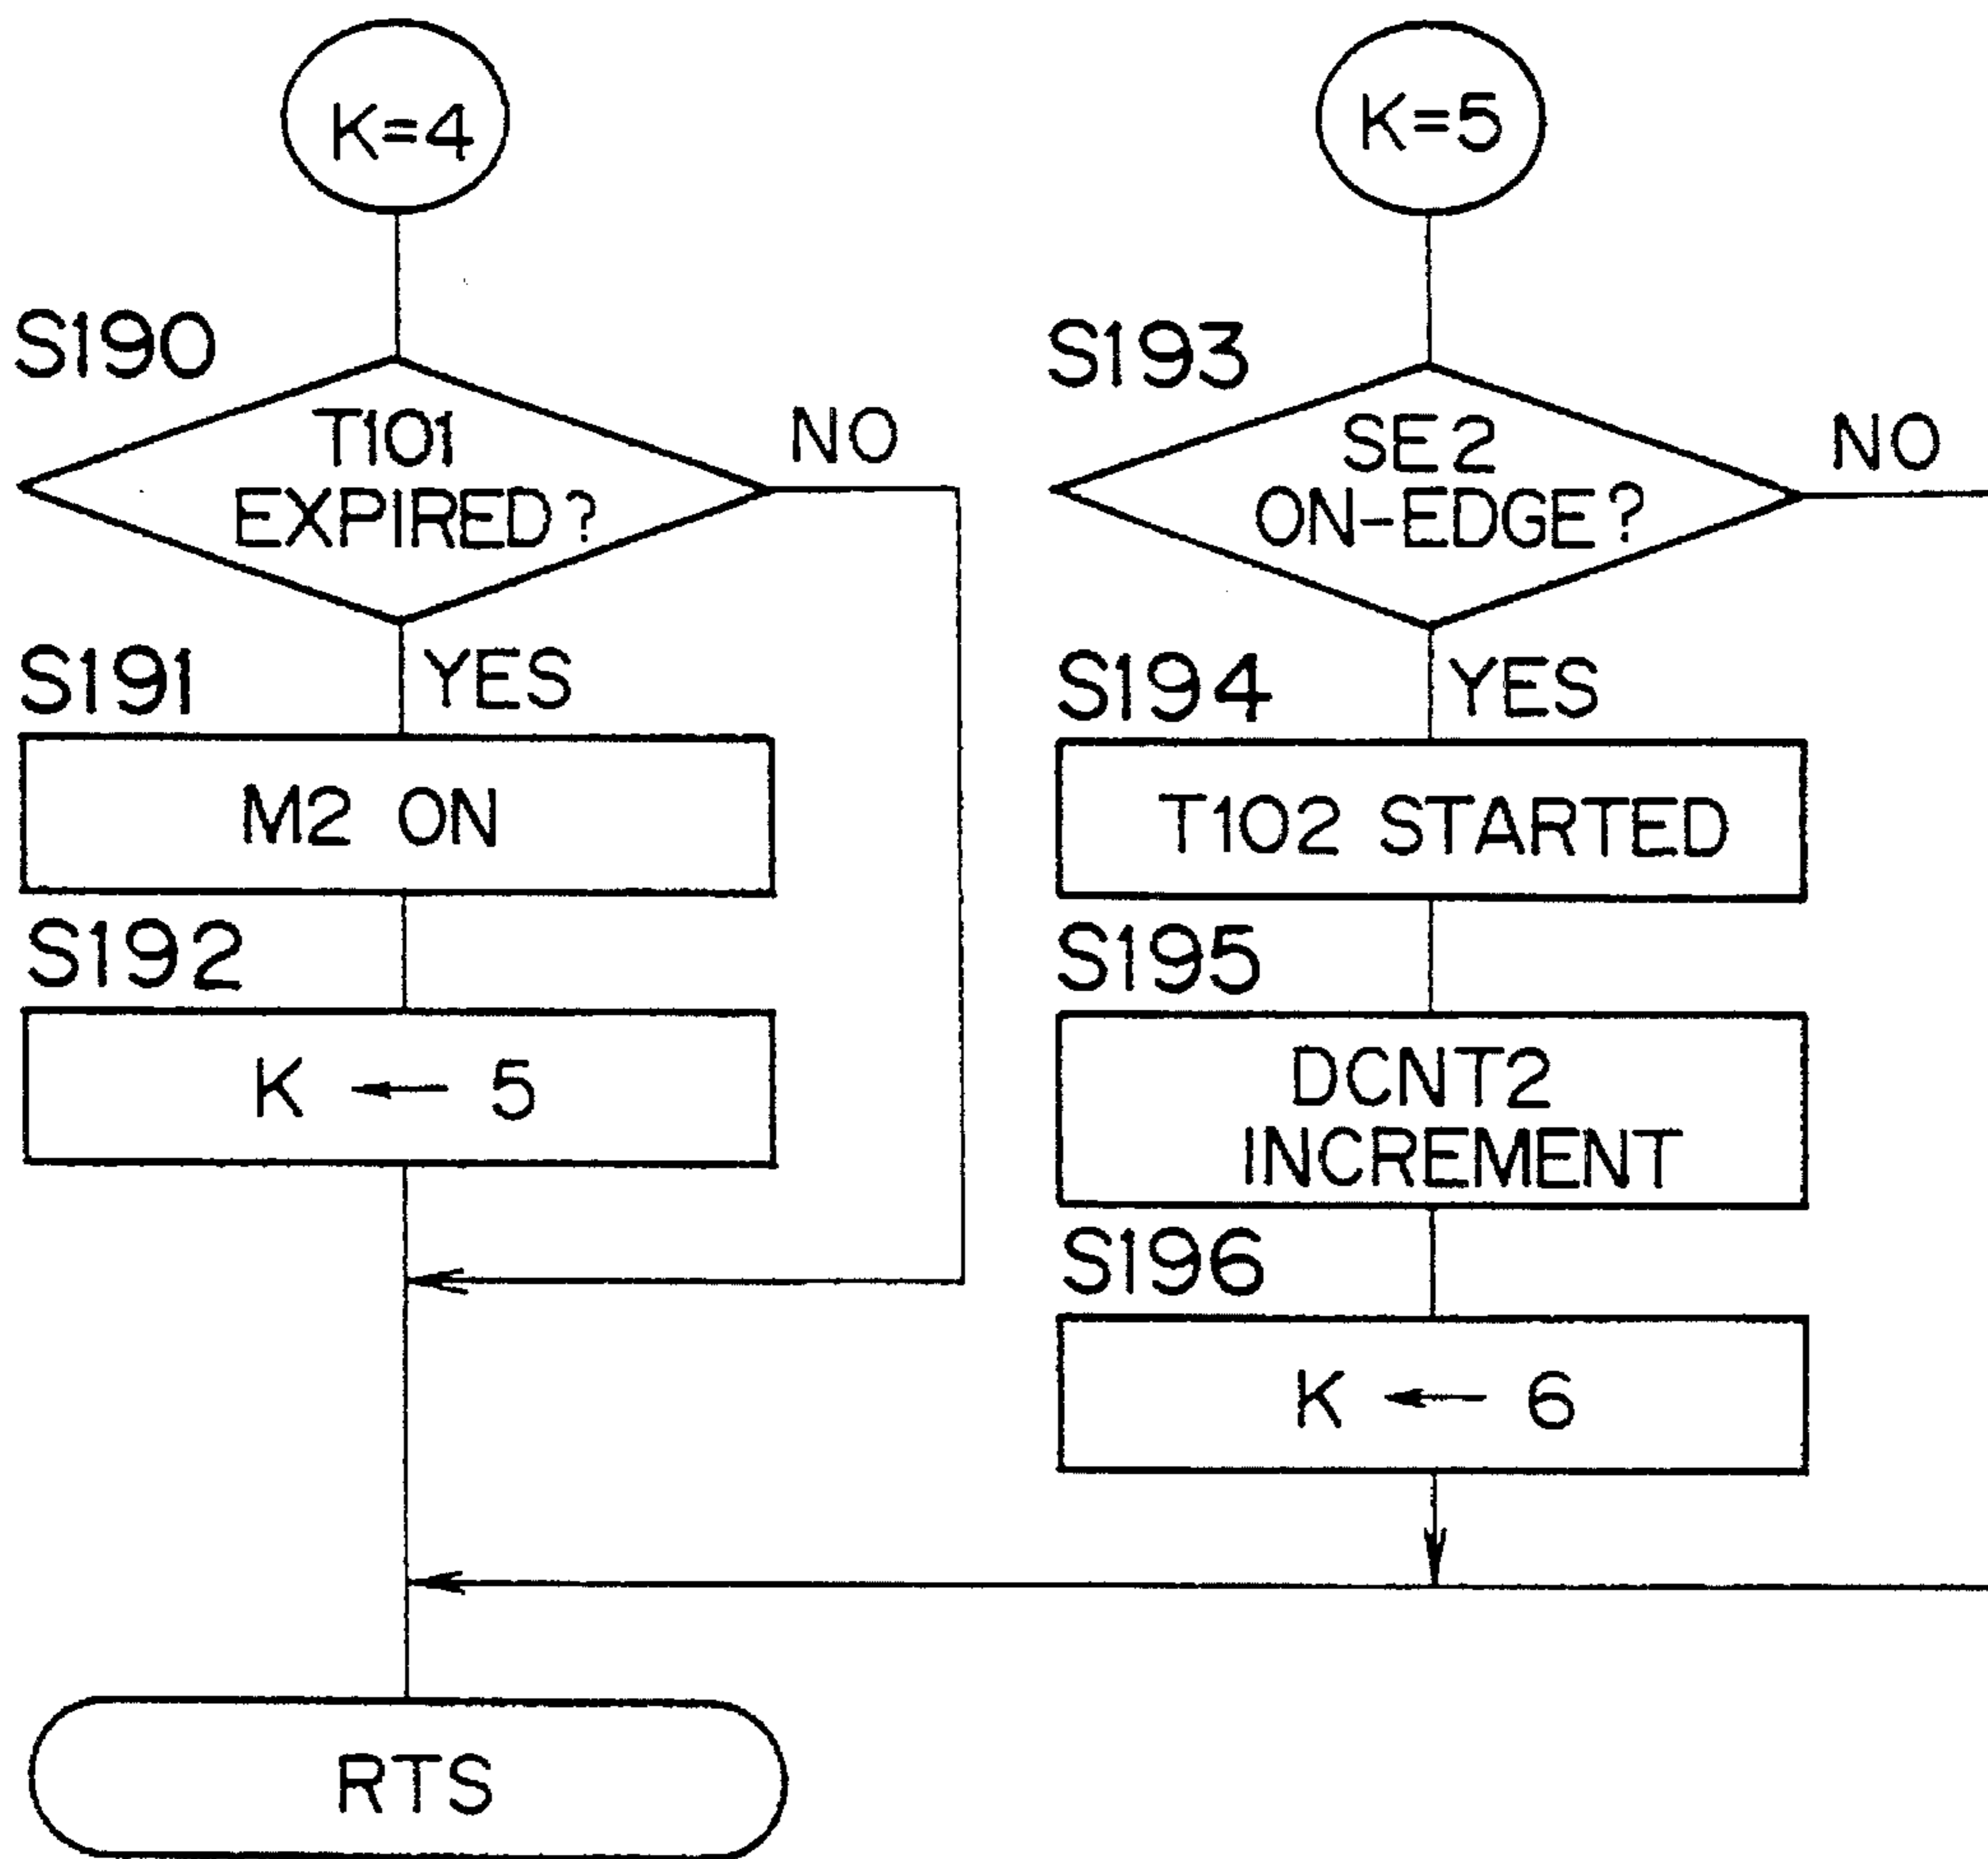 K=4
S190
T101
EXPIRED?
NO
S191
YES
M2 ON
S192
K ← 5
RTS
K=5
S193
SE2
ON-EDGE?
NO
S194
YES
T102 STARTED
S195
DCNT2
INCREMENT
S196
K ← 6